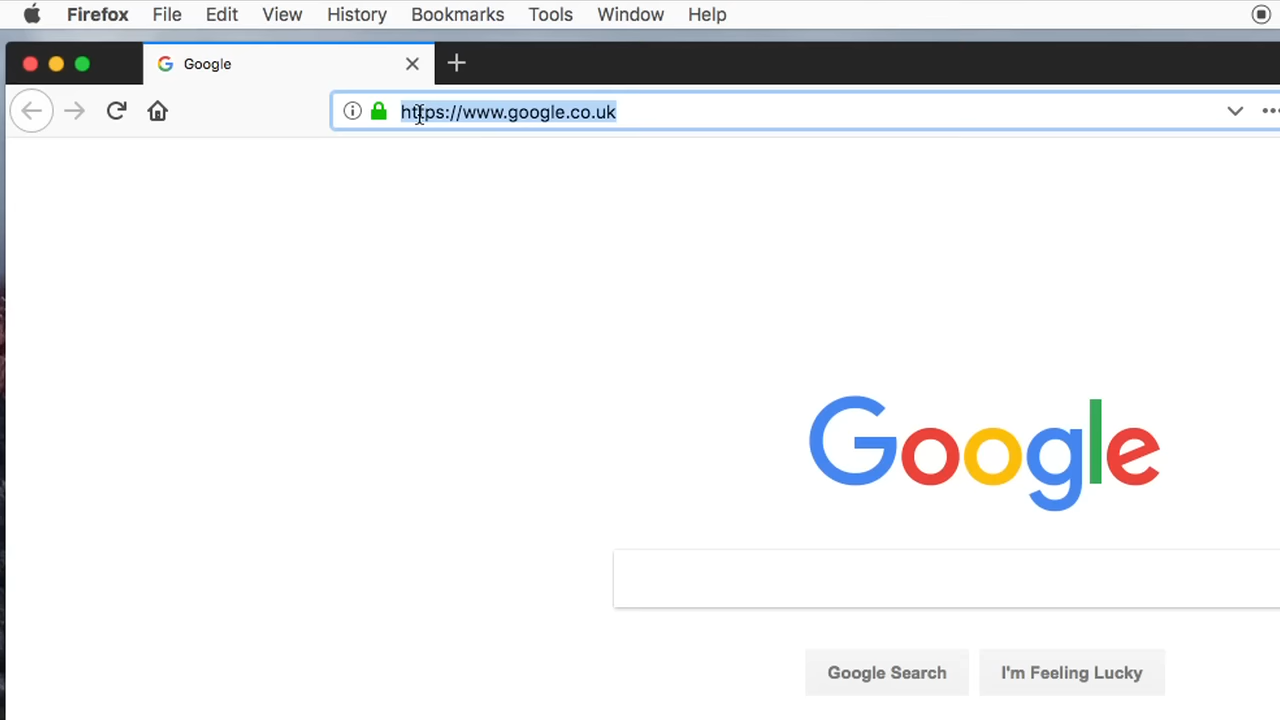 Firefox File Edit View History Bookmarks Tools Window Help
Google
https://www.google.co.uk
Google
Google Search I'm Feeling Lucky